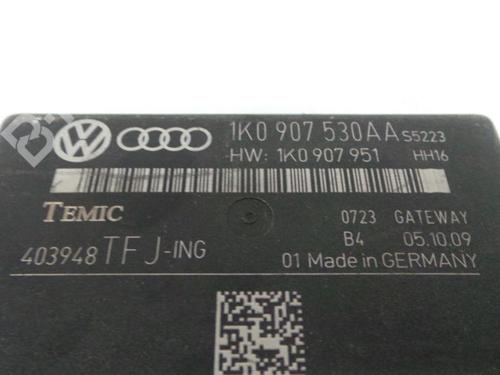 1K0 907 530AA S5223
HW: 1K0 907 951 HH16
TEMIC
0723 GATEWAY
403948 TFJ-ING
B4 05.10.09
01 Made in GERMANY